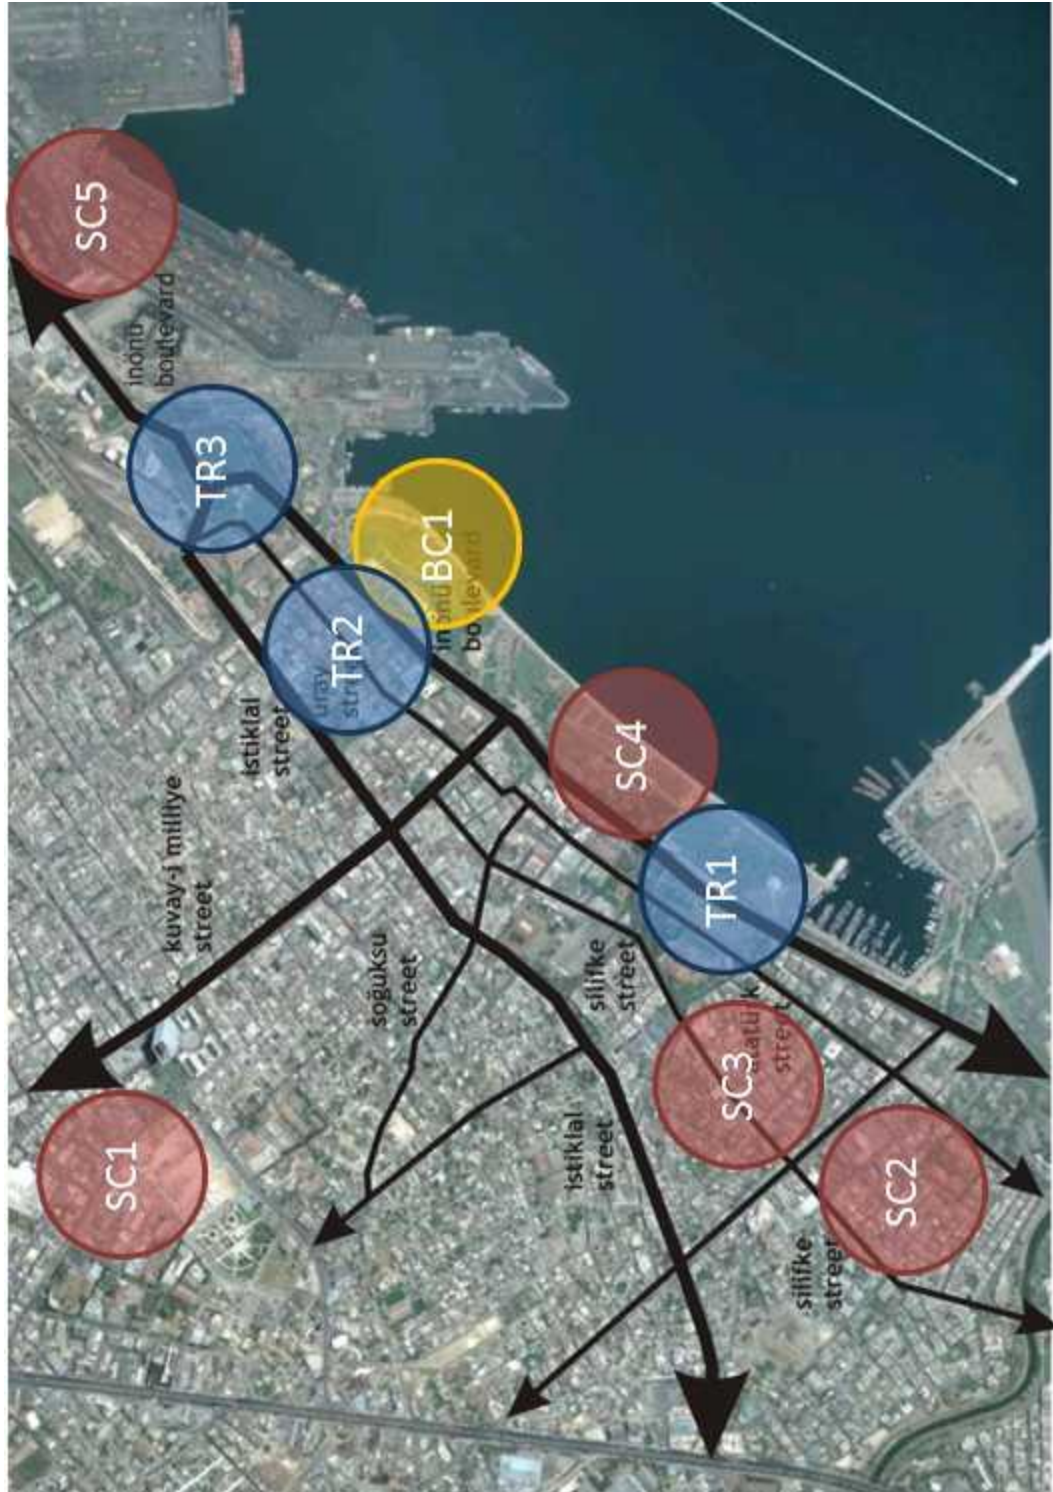 SC5
SC1
inönü
boulevard
kuvay-i milliye
street
TR3
istiklal
street
uray
street
TR2
soğuksu
street
BC1
inönü
boulevard
istiklal
street
silifke
street
SC4
TR1
SC3
atatürk
street
silifke
street
SC2